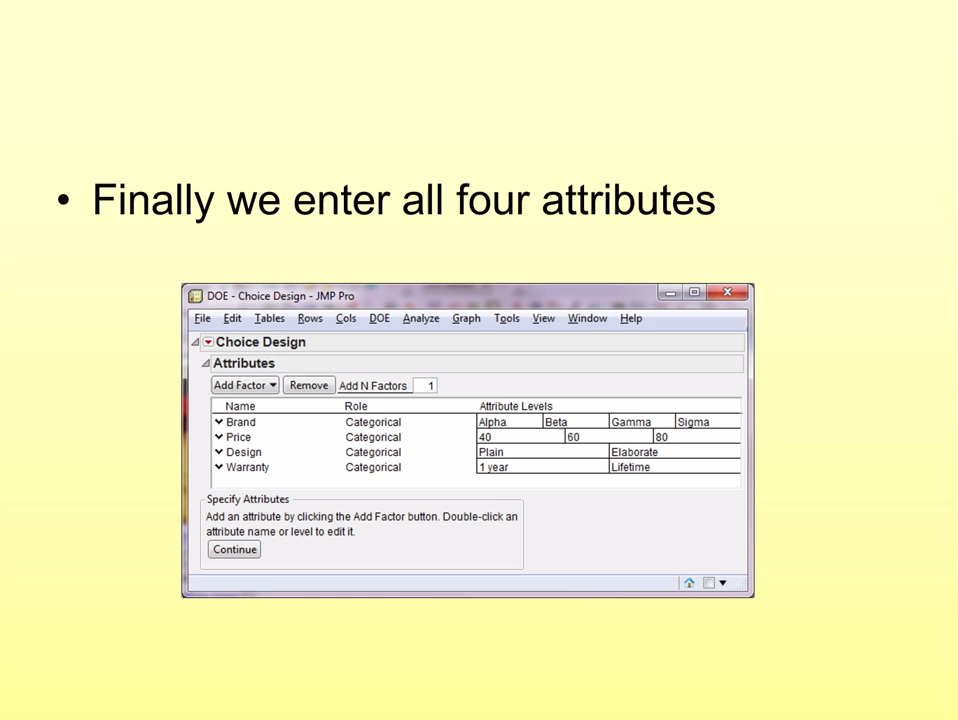 • Finally we enter all four attributes
DOE - Choice Design - JMP Pro
File Edit Tables Rows Cols DOE Analyze Graph Tools View Window Help
Choice Design
Attributes
Add Factor Remove Add N Factors 1
Name Role Attribute Levels
Brand Categorical Alpha Beta Gamma Sigma
Price Categorical 40 60 80
Design Categorical Plain Elaborate
Warranty Categorical 1 year Lifetime
Specify Attributes
Add an attribute by clicking the Add Factor button. Double-click an
attribute name or level to edit it.
Continue